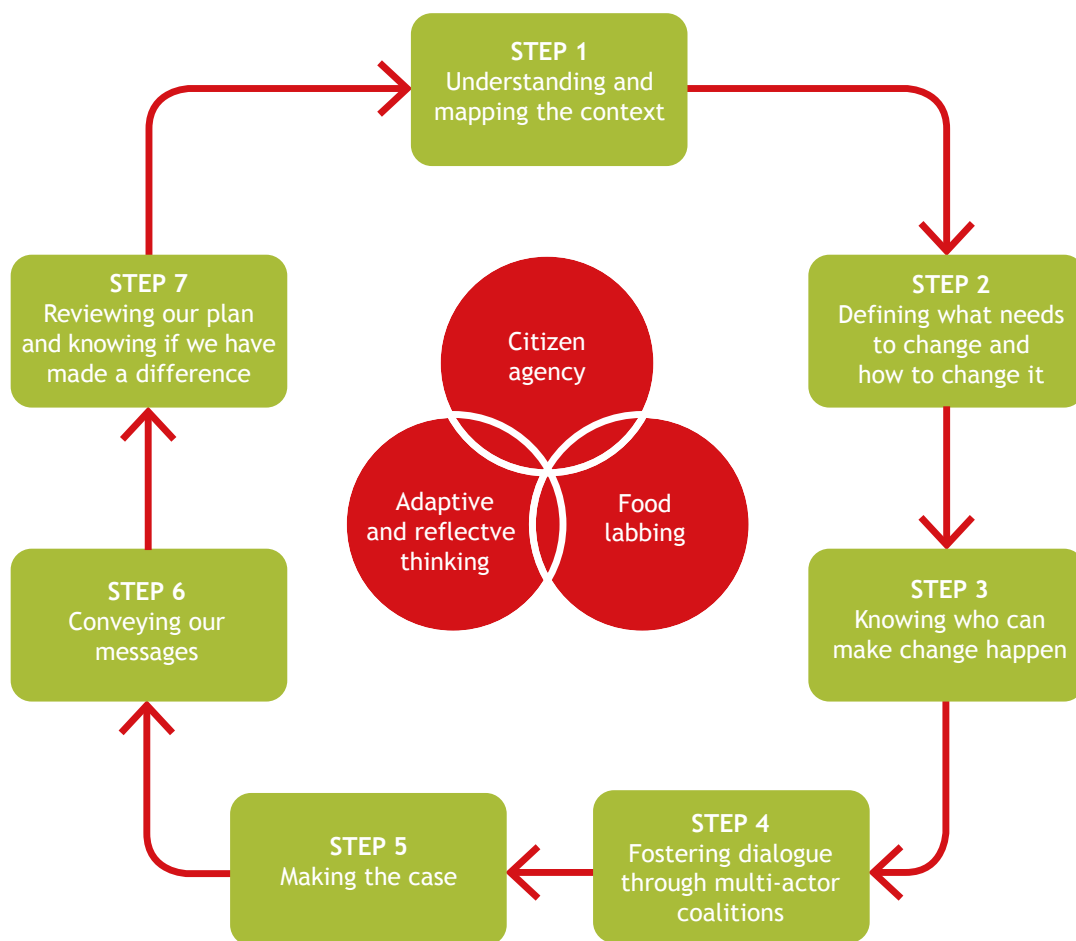 STEP 1
Understanding and
mapping the context
STEP 2
Defining what needs
to change and
how to change it
STEP 3
Knowing who can
make change happen
STEP 4
Fostering dialogue
through multi-actor
coalitions
STEP 5
Making the case
STEP 6
Conveying our
messages
STEP 7
Reviewing our plan
and knowing if we have
made a difference
Citizen
agency
Adaptive
and reflectve
thinking
Food
labbing